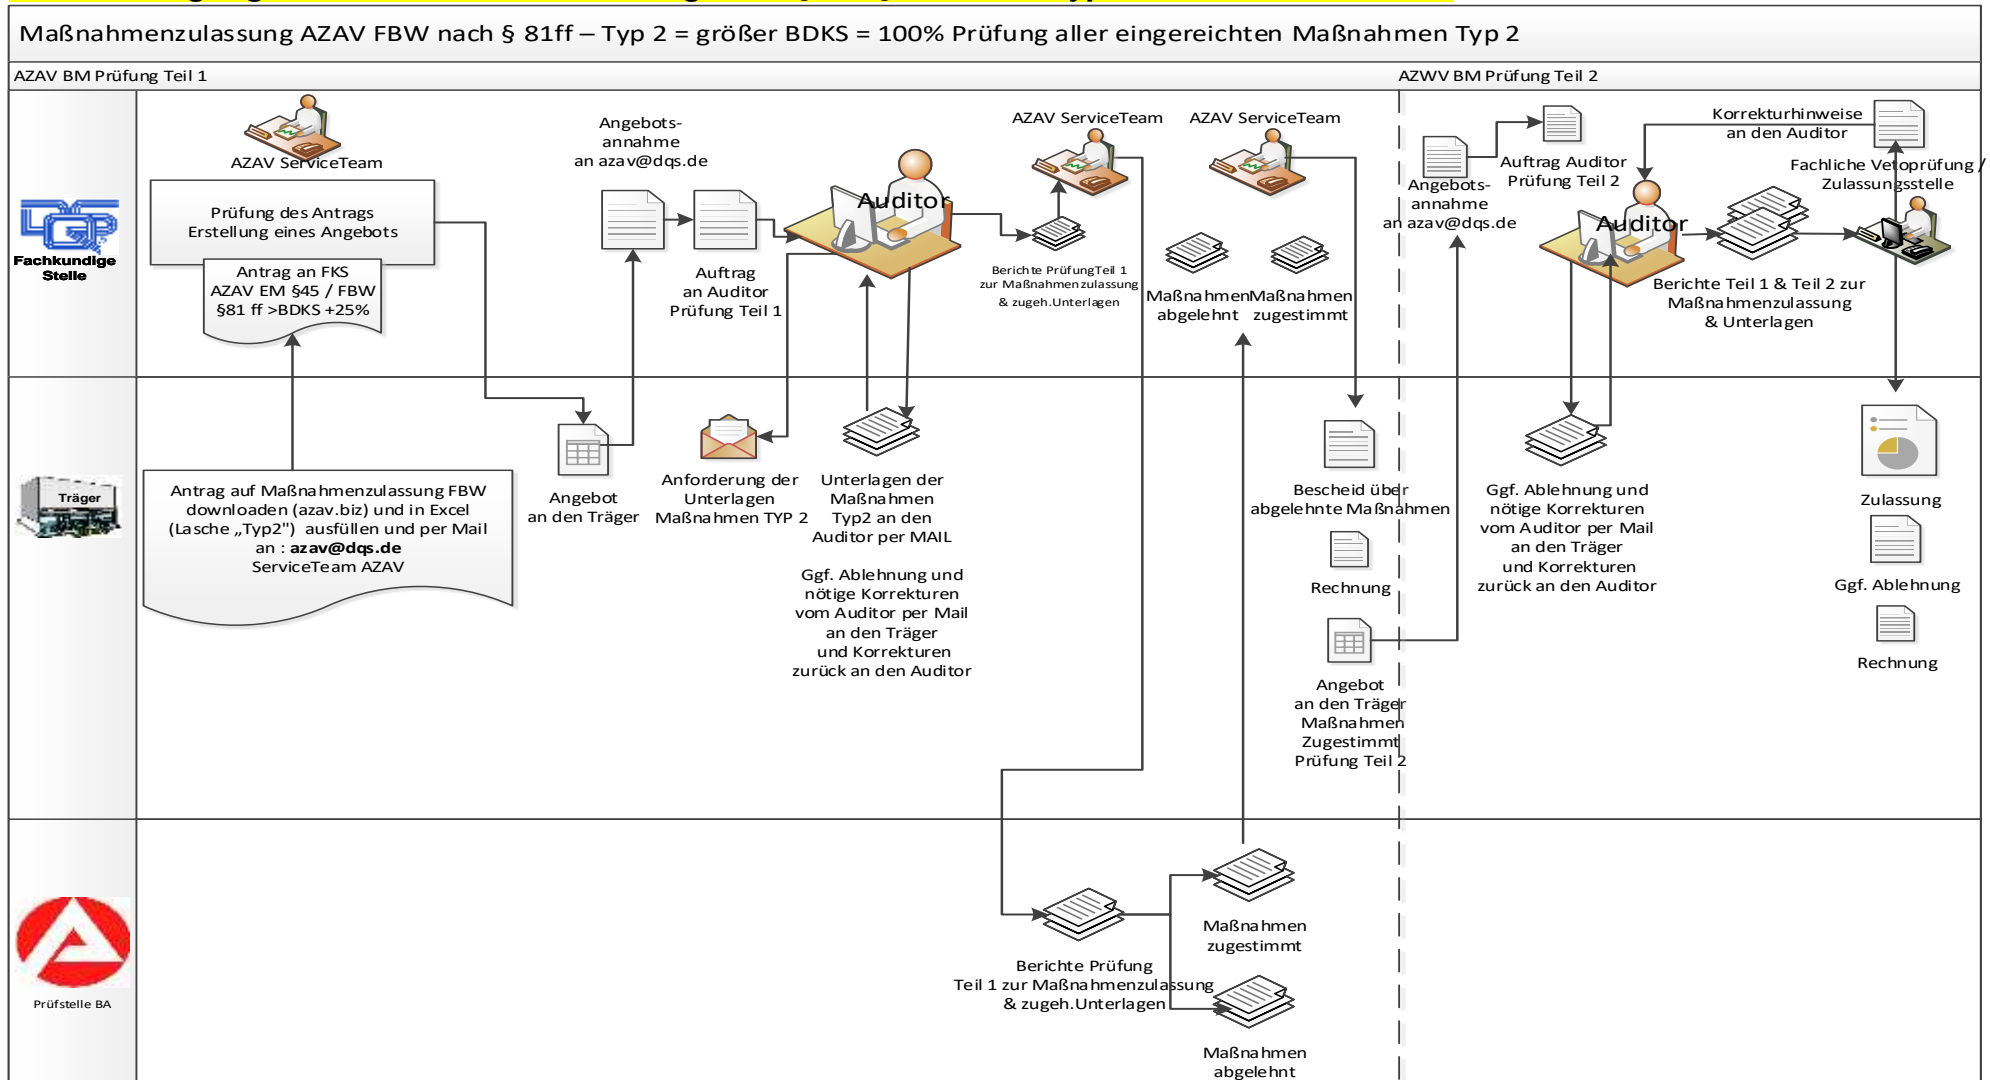 Maßnahmenzulassung AZAV FBW nach § 81ff – Typ 2 = größer BDKS = 100% Prüfung aller eingereichten Maßnahmen Typ 2
AZAV BM Prüfung Teil 1
AZWV BM Prüfung Teil 2
Fachkundige
Stelle
AZAV ServiceTeam
Prüfung des Antrags
Erstellung eines Angebots
Antrag an FKS
AZAV EM §45 / FBW
§81 ff >BDKS +25%
Angebots-
annahme
an azav@dqs.de
Auftrag
an Auditor
Prüfung Teil 1
Auditor
AZAV ServiceTeam
Berichte PrüfungTeil 1
zur Maßnahmenzulassung
& zugeh.Unterlagen
AZAV ServiceTeam
Maßnahmen
abgelehnt
Maßnahmen
zugestimmt
Angebots-
annahme
an azav@dqs.de
Auftrag Auditor
Prüfung Teil 2
Auditor
Korrekturhinweise
an den Auditor
Fachliche Vetoprüfung /
Zulassungsstelle
Berichte Teil 1 & Teil 2 zur
Maßnahmenzulassung
& Unterlagen
Träger
Antrag auf Maßnahmenzulassung FBW
downloaden (azav.biz) und in Excel
(Lasche „Typ2") ausfüllen und per Mail
an : azav@dqs.de
ServiceTeam AZAV
Angebot
an den Träger
Anforderung der
Unterlagen
Maßnahmen TYP 2
Unterlagen der
Maßnahmen
Typ2 an den
Auditor per MAIL
Ggf. Ablehnung und
nötige Korrekturen
vom Auditor per Mail
an den Träger
und Korrekturen
zurück an den Auditor
Bescheid über
abgelehnte Maßnahmen
Rechnung
Angebot
an den Träger
Maßnahmen
Zugestimmt
Prüfung Teil 2
Ggf. Ablehnung und
nötige Korrekturen
vom Auditor per Mail
an den Träger
und Korrekturen
zurück an den Auditor
Zulassung
Ggf. Ablehnung
Rechnung
Prüfstelle BA
Berichte Prüfung
Teil 1 zur Maßnahmenzulassung
& zugeh.Unterlagen
Maßnahmen
zugestimmt
Maßnahmen
abgelehnt